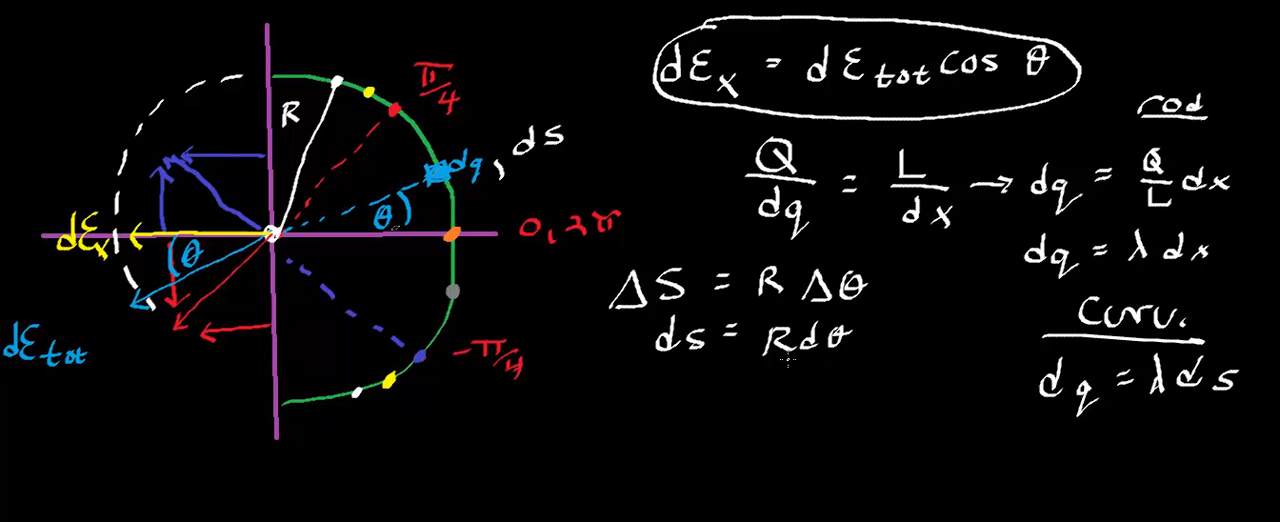 dEx = dEtot cos θ
R
π/4
dq, ds
θ
0, 2π
dEx
θ
dEtot
-π/4
rod
Q/dq = L/dx → dq = Q/L dx
dq = λ dx
ΔS = R Δθ
ds = R dθ
Curv.
dq = λ ds